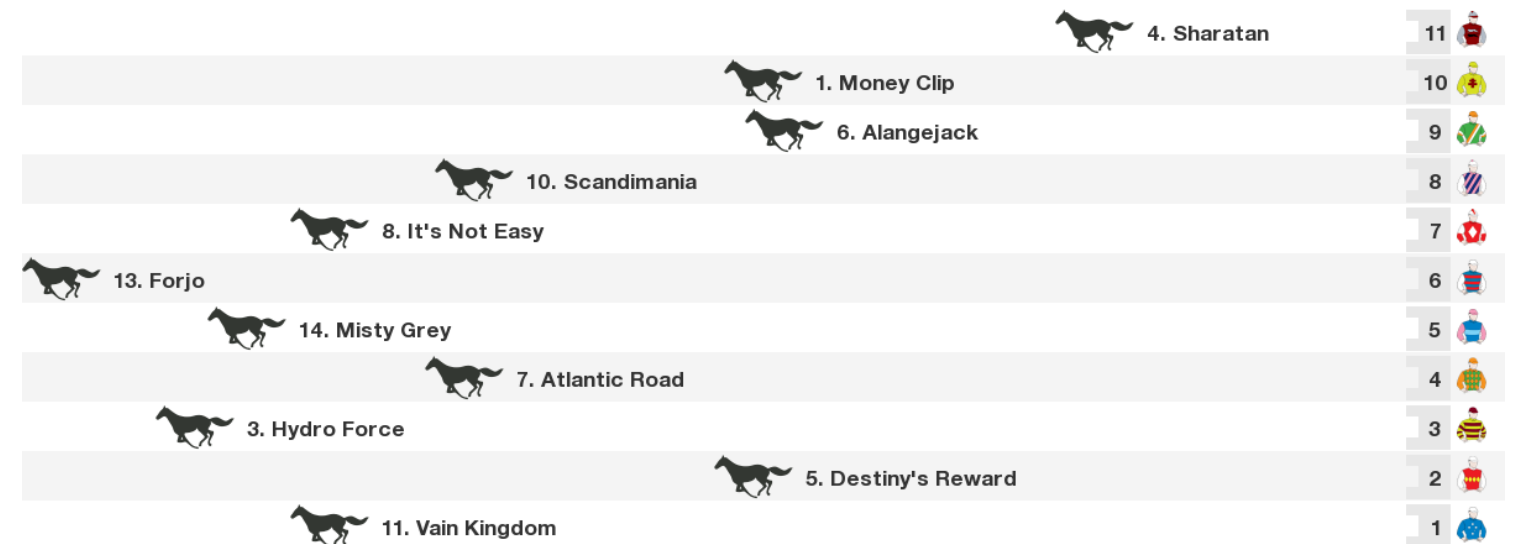 4. Sharatan 11
1. Money Clip 10
6. Alangejack 9
10. Scandimania 8
8. It's Not Easy 7
13. Forjo 6
14. Misty Grey 5
7. Atlantic Road 4
3. Hydro Force 3
5. Destiny's Reward 2
11. Vain Kingdom 1